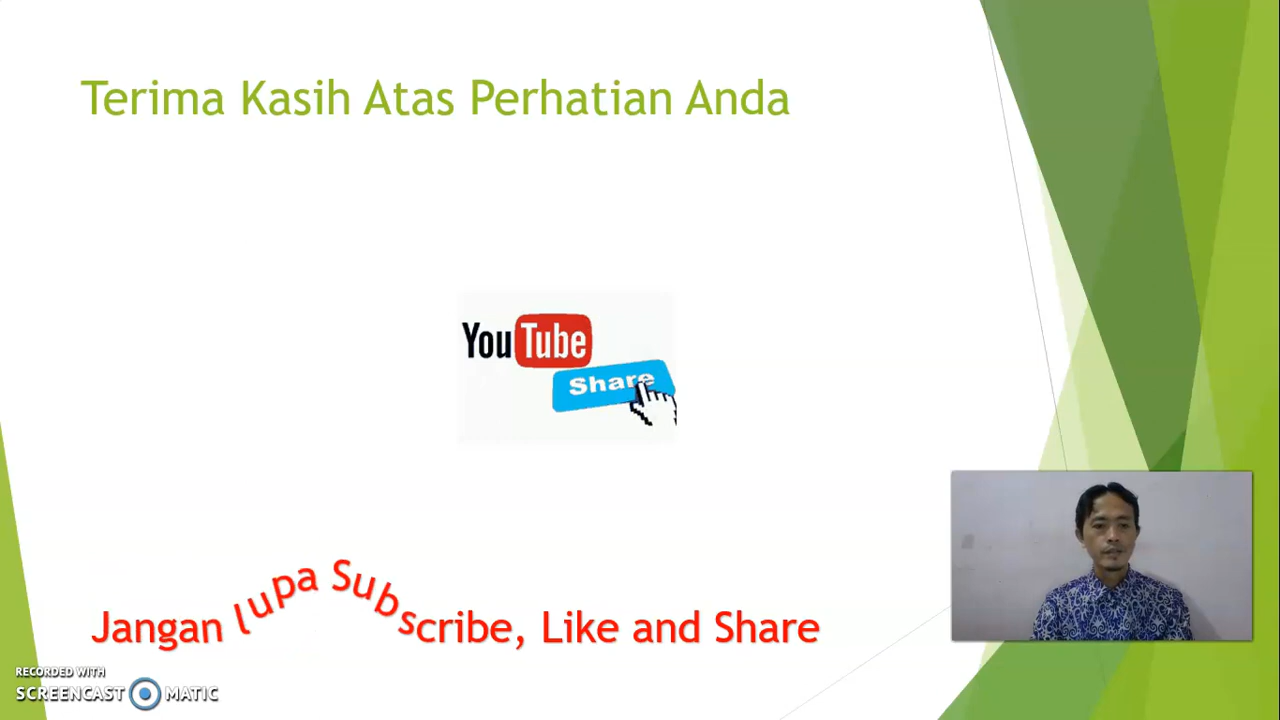 Terima Kasih Atas Perhatian Anda
YouTube
Share
Jangan lupa Subscribe, Like and Share
RECORDED WITH
SCREENCAST MATIC